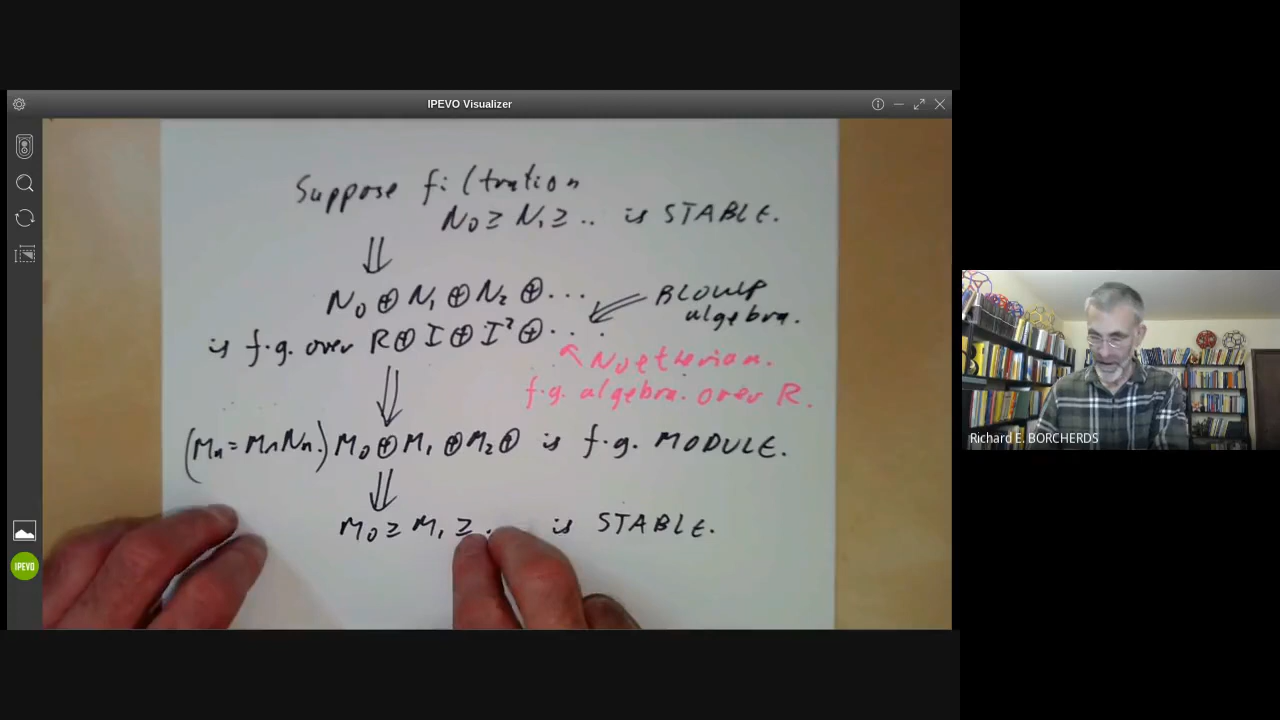 IPEVO Visualizer
Suppose filtration
N₀ ≥ N₁ ≥ .. is STABLE.
⇓
N₀ ⊕ N₁ ⊕ N₂ ⊕ ...
BLOWUP
algebra.
is f.g. over R ⊕ I ⊕ I² ⊕ ...
Noetherian.
f.g. algebra. over R.
⇓
(Mₙ = M∩Nₙ.) M₀ ⊕ M₁ ⊕ M₂ ⊕ is f.g. MODULE.
⇓
M₀ ≥ M₁ ≥ . is STABLE.
Richard E. BORCHERDS
IPEVO